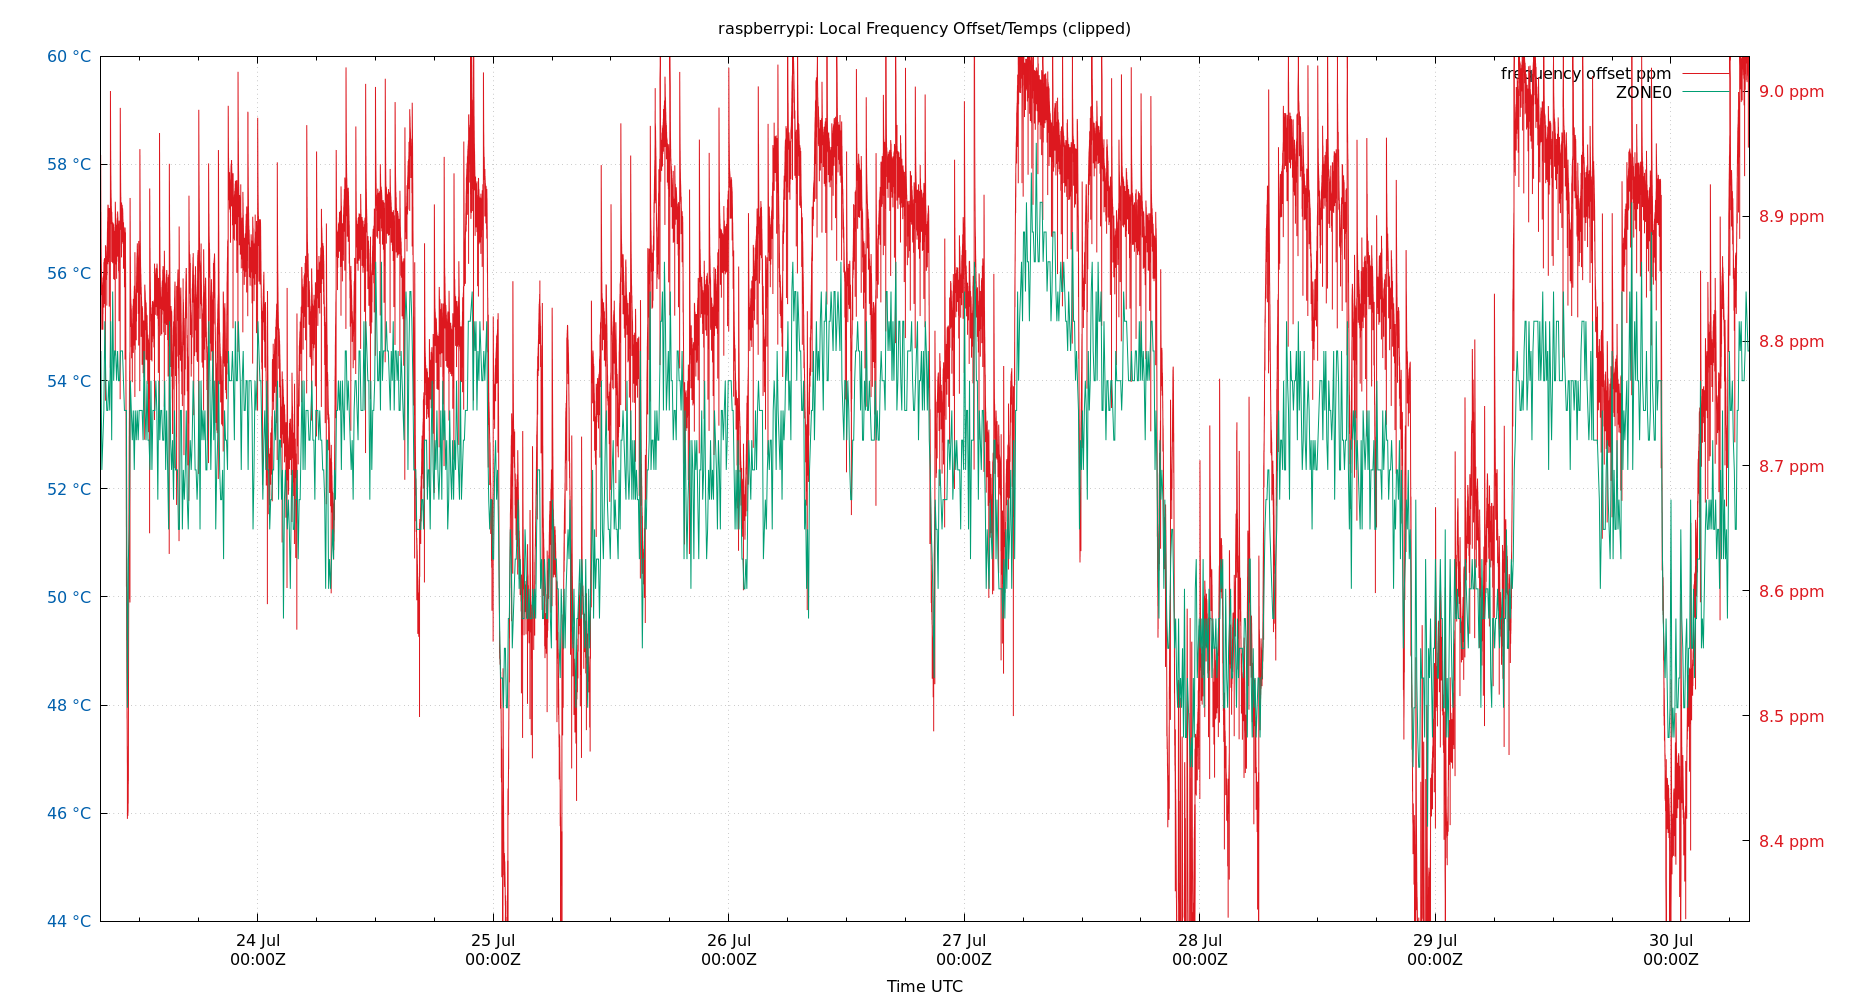 raspberrypi: Local Frequency Offset/Temps (clipped)
60 °C
58 °C
56 °C
54 °C
52 °C
50 °C
48 °C
46 °C
44 °C
frequency offset ppm
ZONE0
9.0 ppm
8.9 ppm
8.8 ppm
8.7 ppm
8.6 ppm
8.5 ppm
8.4 ppm
24 Jul
00:00Z
25 Jul
00:00Z
26 Jul
00:00Z
27 Jul
00:00Z
28 Jul
00:00Z
29 Jul
00:00Z
30 Jul
00:00Z
Time UTC